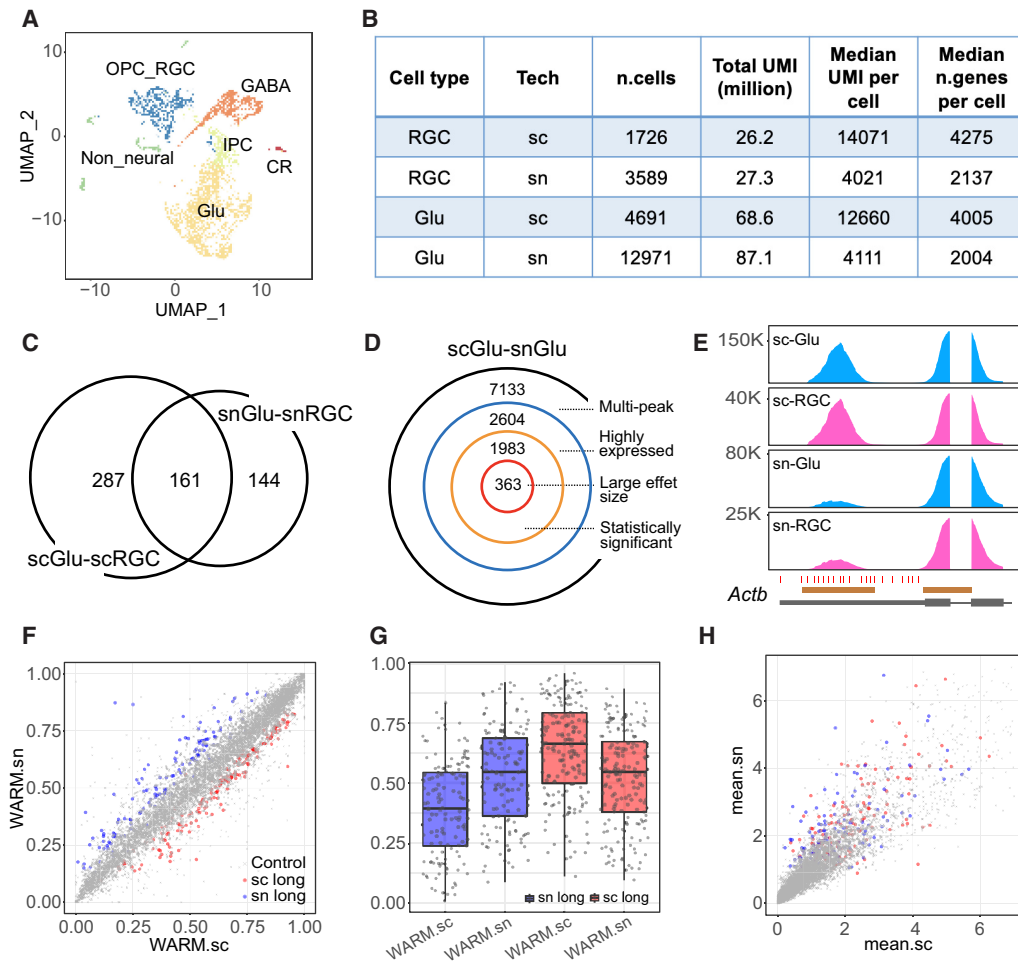 A
10
0
−10
UMAP_2
OPC_RGC
GABA
IPC
Non_neural
CR
Glu
−10
0
10
UMAP_1
B
Cell type Tech n.cells Total UMI (million) Median UMI per cell Median n.genes per cell
RGC sc 1726 26.2 14071 4275
RGC sn 3589 27.3 4021 2137
Glu sc 4691 68.6 12660 4005
Glu sn 12971 87.1 4111 2004
C
snGlu-snRGC
287 161 144
scGlu-scRGC
D
scGlu-snGlu
7133
Multi-peak
2604
Highly
expressed
1983
363
Large effet
size
Statistically
significant
E
150K
sc-Glu
40K
sc-RGC
80K
sn-Glu
25K
sn-RGC
Actb
F
1.00
0.75
0.50
0.25
0.00
WARM.sn
Control
sc long
sn long
0.00 0.25 0.50 0.75 1.00
WARM.sc
G
1.00
0.75
0.50
0.25
0.00
sn long sc long
WARM.sc WARM.sn WARM.sc WARM.sn
H
6
4
2
0
mean.sn
0 2 4 6
mean.sc